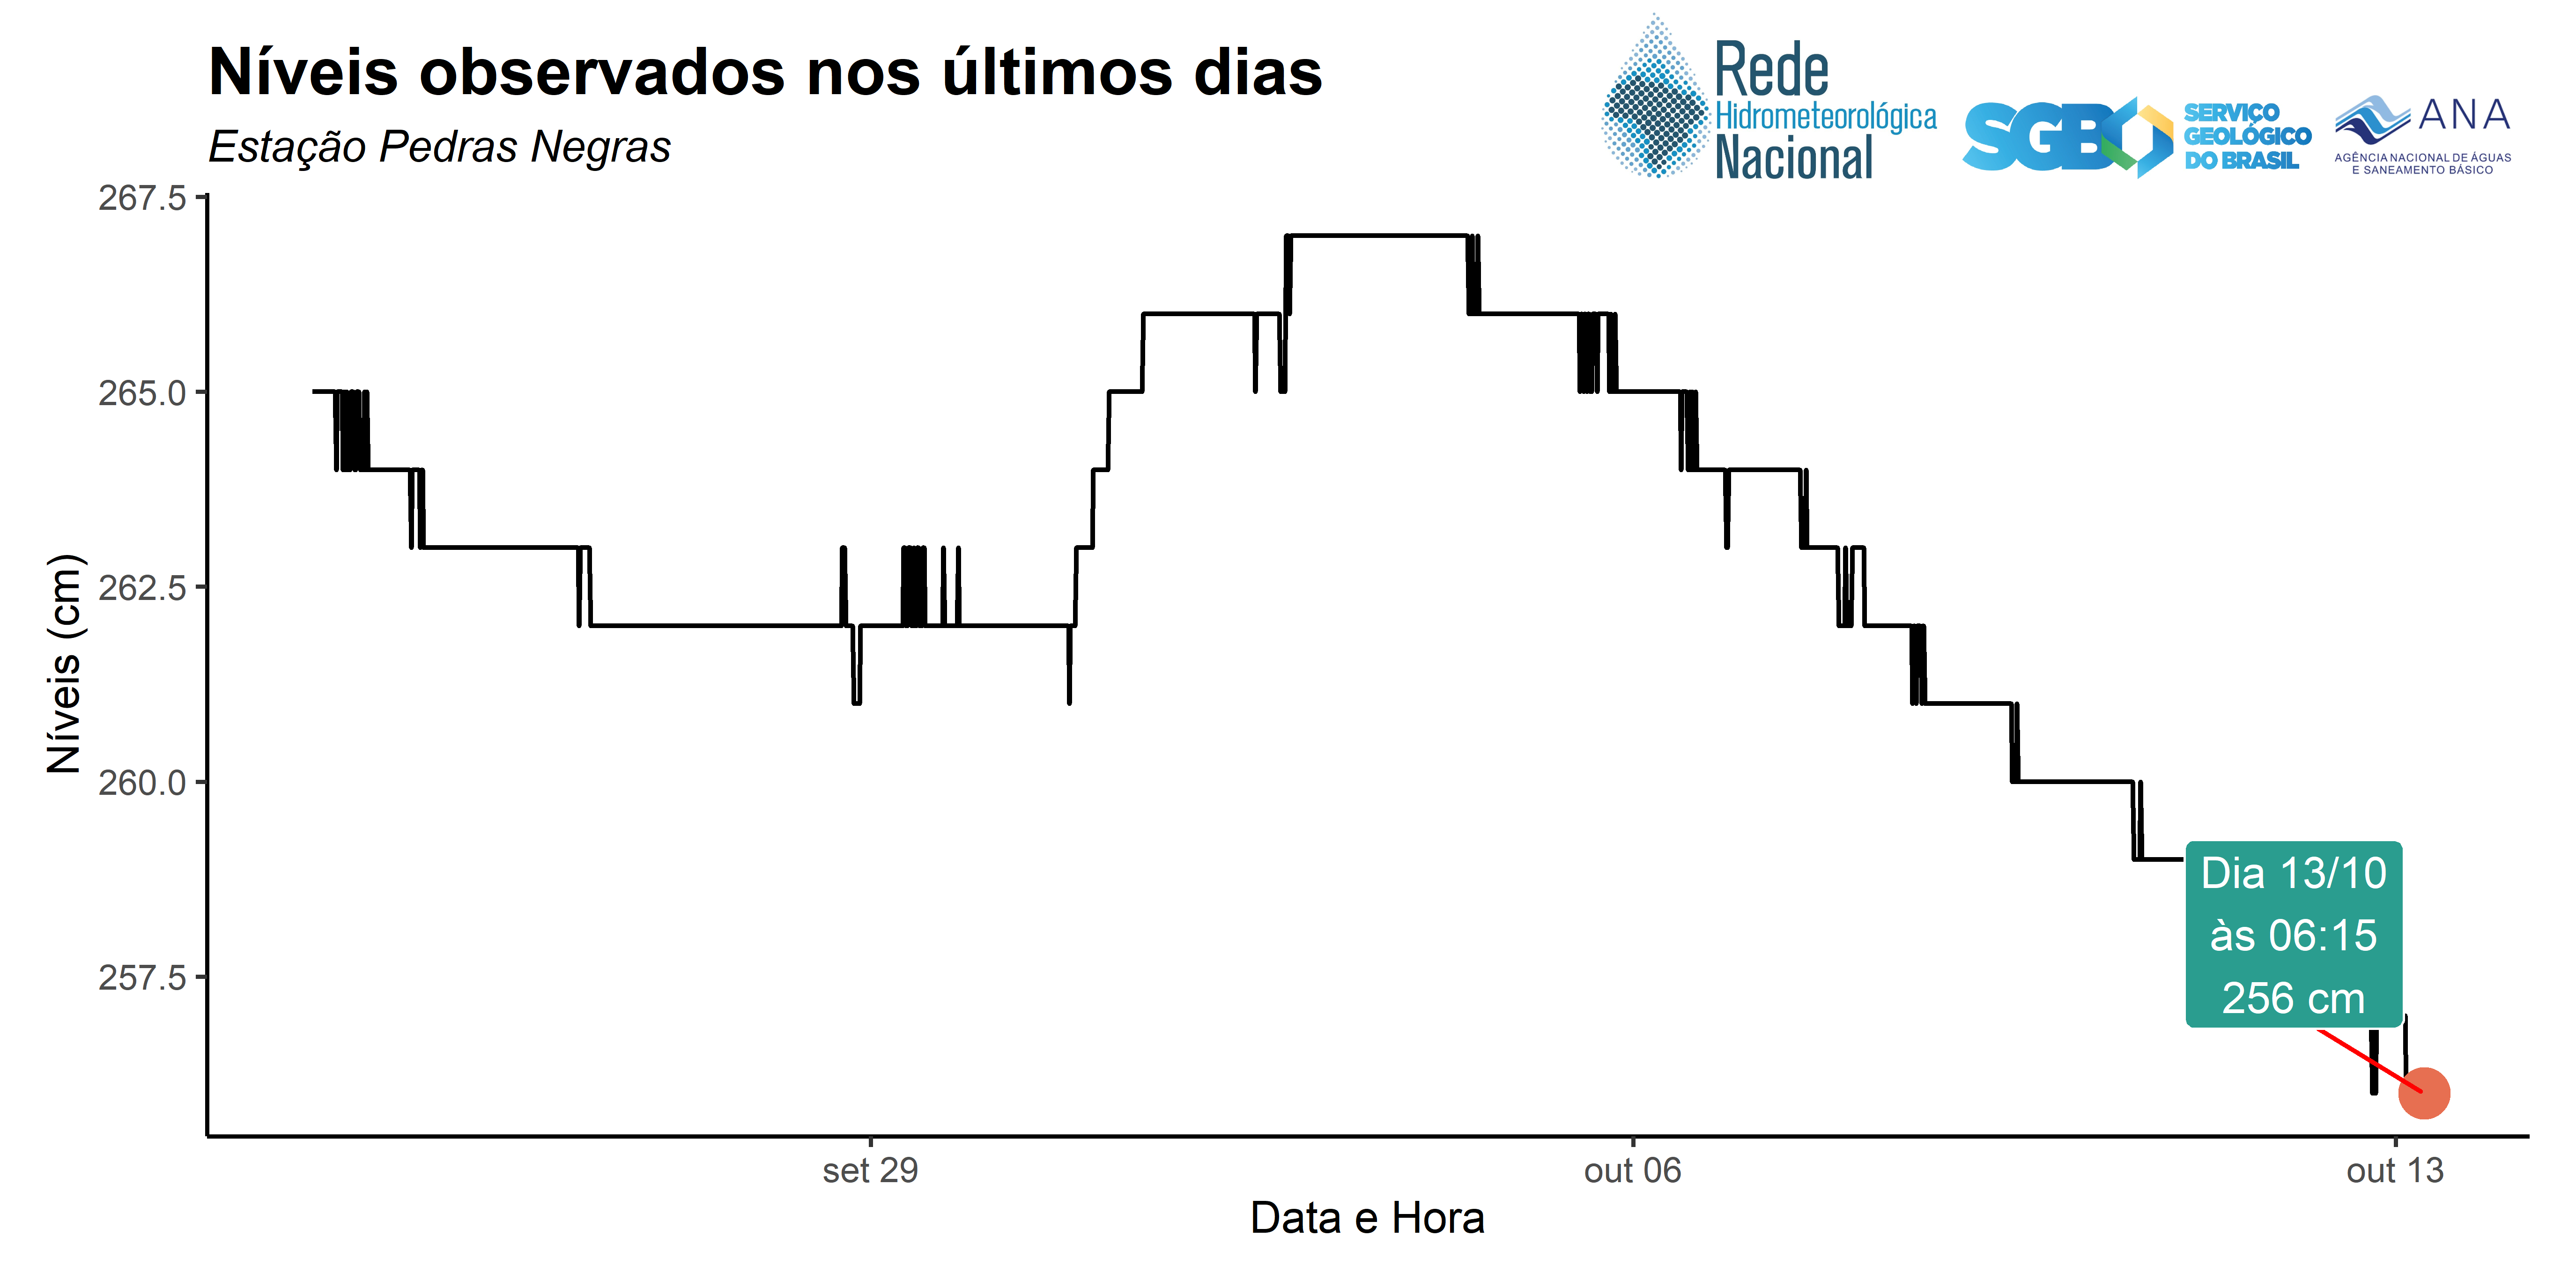 Níveis observados nos últimos dias
Estação Pedras Negras
Rede
Hidrometeorológica
Nacional
SGB
SERVIÇO
GEOLÓGICO
DO BRASIL
ANA
AGÊNCIA NACIONAL DE ÁGUAS
E SANEAMENTO BÁSICO
267.5
265.0
262.5
260.0
257.5
Níveis (cm)
Dia 13/10
às 06:15
256 cm
set 29
out 06
out 13
Data e Hora